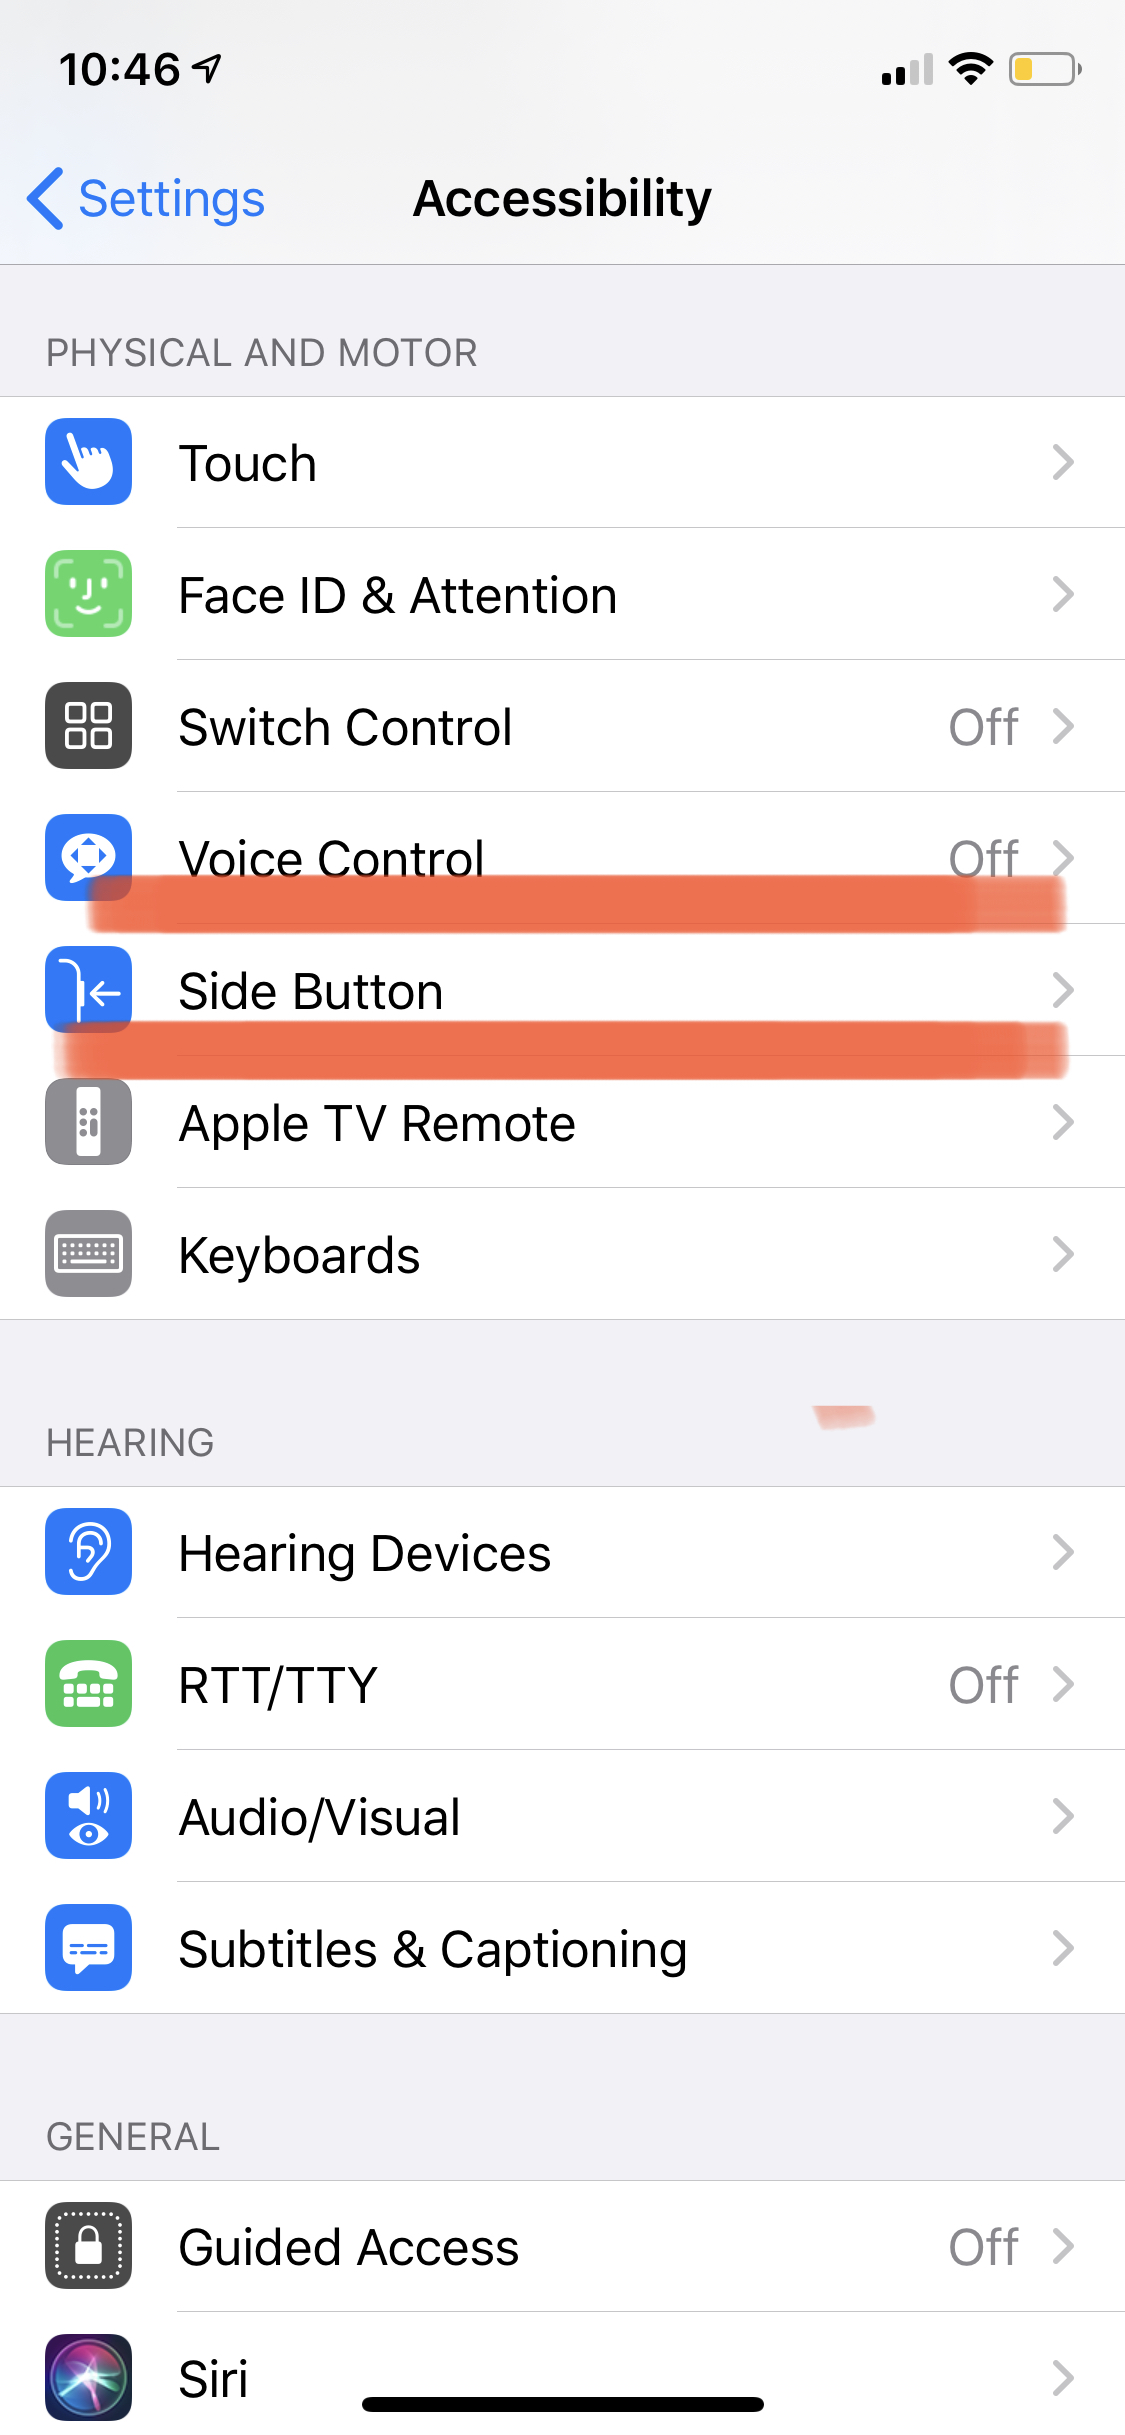 10:46
Settings
Accessibility
PHYSICAL AND MOTOR
Touch
Face ID & Attention
Switch Control Off
Voice Control Off
Side Button
Apple TV Remote
Keyboards
HEARING
Hearing Devices
RTT/TTY Off
Audio/Visual
Subtitles & Captioning
GENERAL
Guided Access Off
Siri